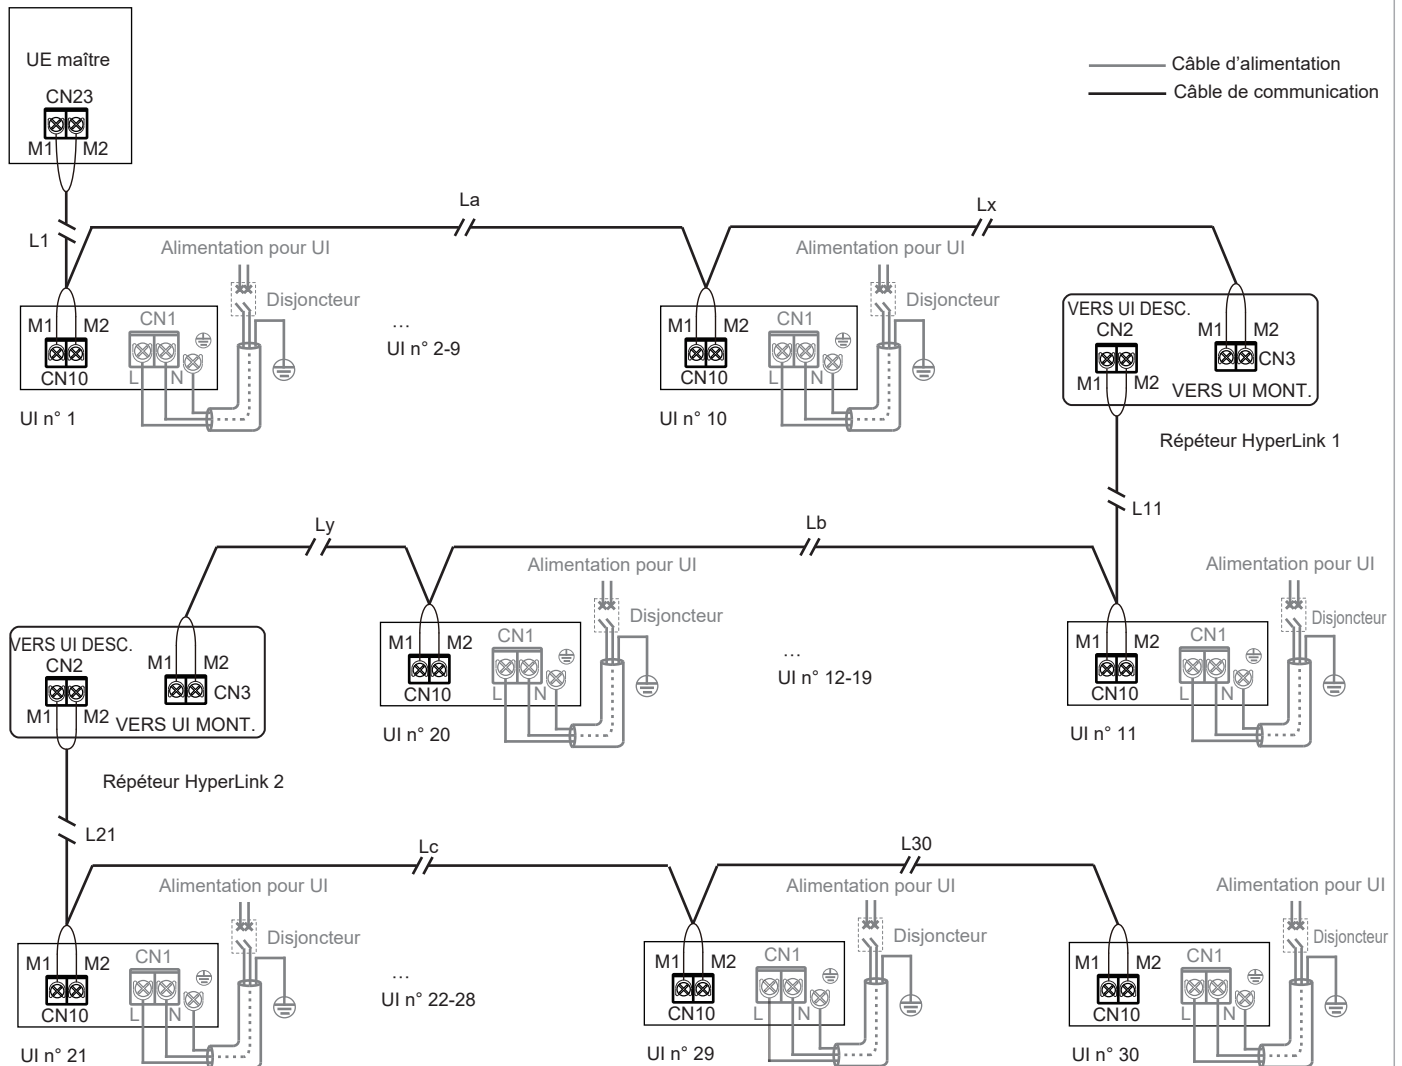 UE maître
CN23
M1 M2
Câble d'alimentation
Câble de communication
L1
La
Lx
Alimentation pour UI
Disjoncteur
M1 M2 CN1
CN10
L N
UI n° 1
...
UI n° 2-9
Alimentation pour UI
Disjoncteur
M1 M2 CN1
CN10
L N
UI n° 10
VERS UI DESC.
CN2
M1 M2
M1 M2
CN3
VERS UI MONT.
Répéteur HyperLink 1
L11
Ly
Lb
VERS UI DESC.
CN2
M1 M2
M1 M2
CN3
VERS UI MONT.
Répéteur HyperLink 2
Alimentation pour UI
Disjoncteur
M1 M2 CN1
CN10
L N
UI n° 20
...
UI n° 12-19
Alimentation pour UI
Disjoncteur
M1 M2 CN1
CN10
L N
UI n° 11
L21
Lc
L30
Alimentation pour UI
Disjoncteur
M1 M2 CN1
CN10
L N
UI n° 21
...
UI n° 22-28
Alimentation pour UI
Disjoncteur
M1 M2 CN1
CN10
L N
UI n° 29
Alimentation pour UI
Disjoncteur
M1 M2 CN1
CN10
L N
UI n° 30